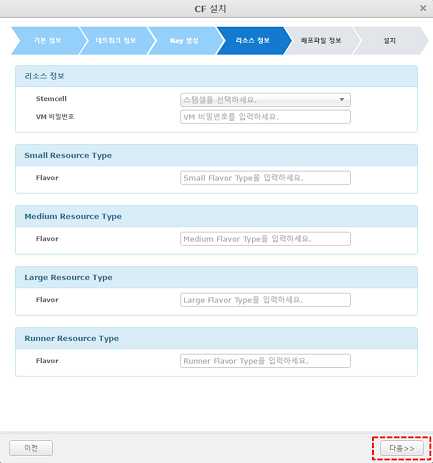 CF 설치
기본 정보 네트워크 정보 Key 생성 리소스 정보 배포파일 정보 설치
리소스 정보
Stemcell 스템셀을 선택하세요.
VM 비밀번호 VM 비밀번호를 입력하세요.
Small Resource Type
Flavor Small Flavor Type을 입력하세요.
Medium Resource Type
Flavor Medium Flavor Type을 입력하세요.
Large Resource Type
Flavor Large Flavor Type을 입력하세요.
Runner Resource Type
Flavor Runner Flavor Type을 입력하세요.
이전 다음>>